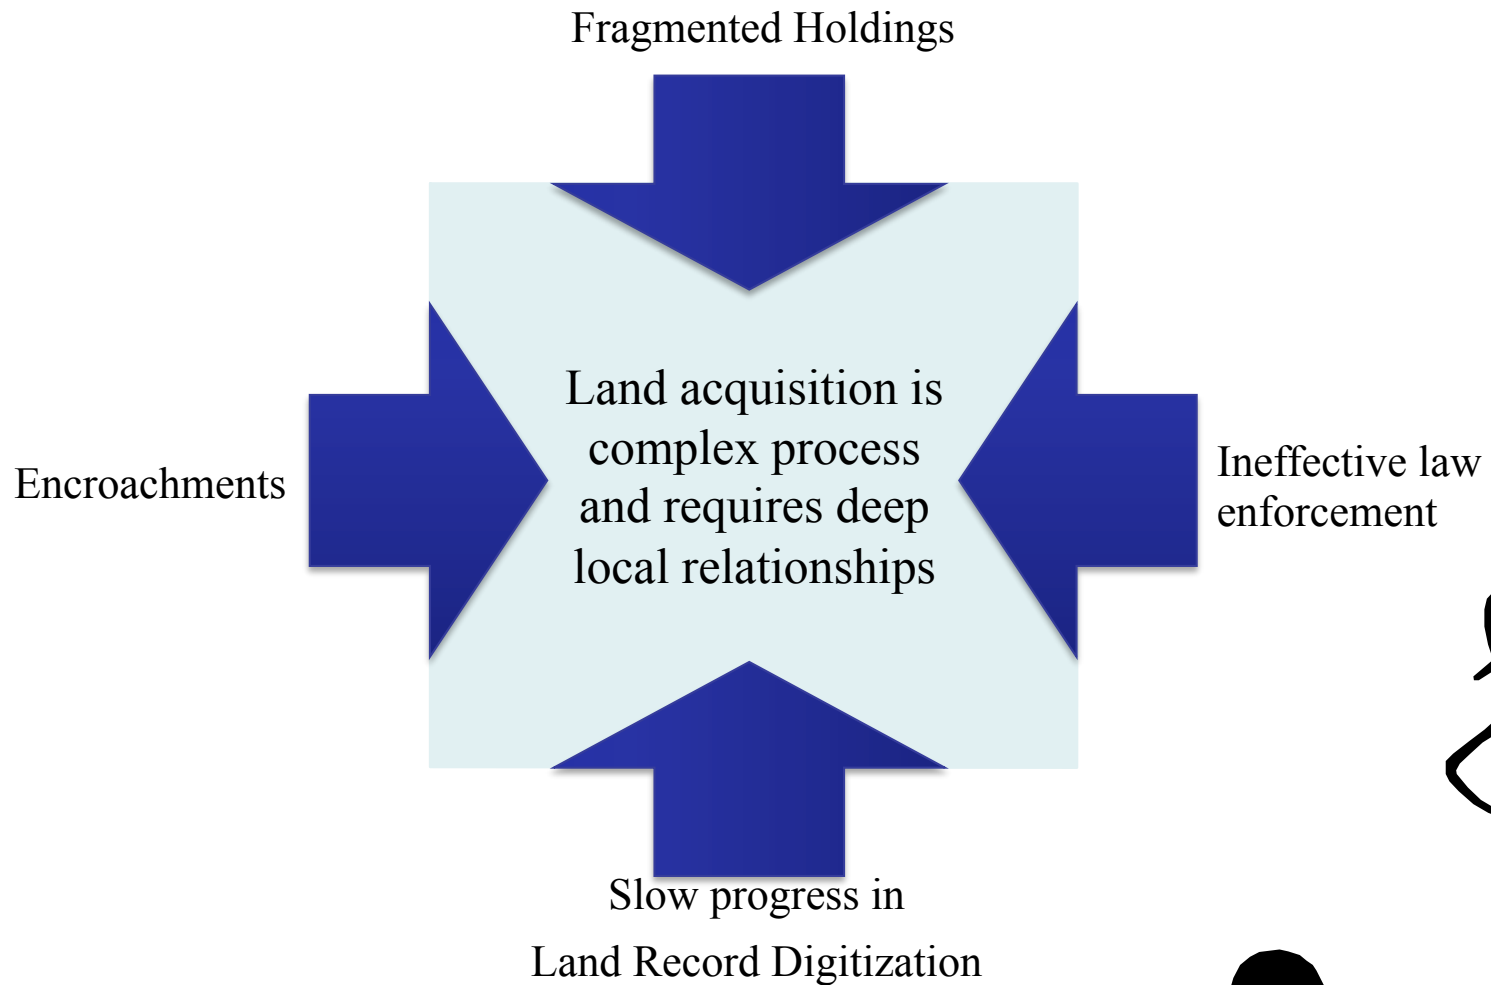 Fragmented Holdings
Land acquisition is
complex process
and requires deep
local relationships
Encroachments
Ineffective law
enforcement
Slow progress in
Land Record Digitization